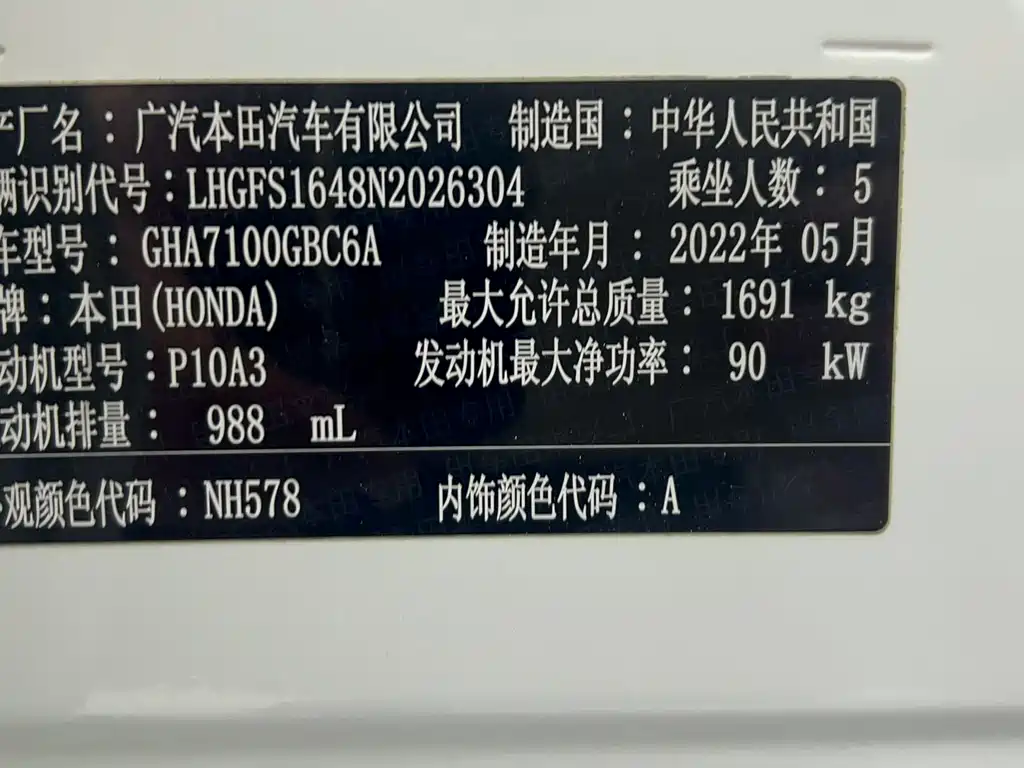 厂名：广汽本田汽车有限公司 制造国：中华人民共和国
识别代号：LHGFS1648N2026304 乘坐人数：5
车型号：GHA7100GBC6A 制造年月：2022年 05月
牌：本田(HONDA) 最大允许总质量：1691 kg
动机型号：P10A3 发动机最大净功率：90 kW
动机排量：988 mL
观颜色代码：NH578 内饰颜色代码：A